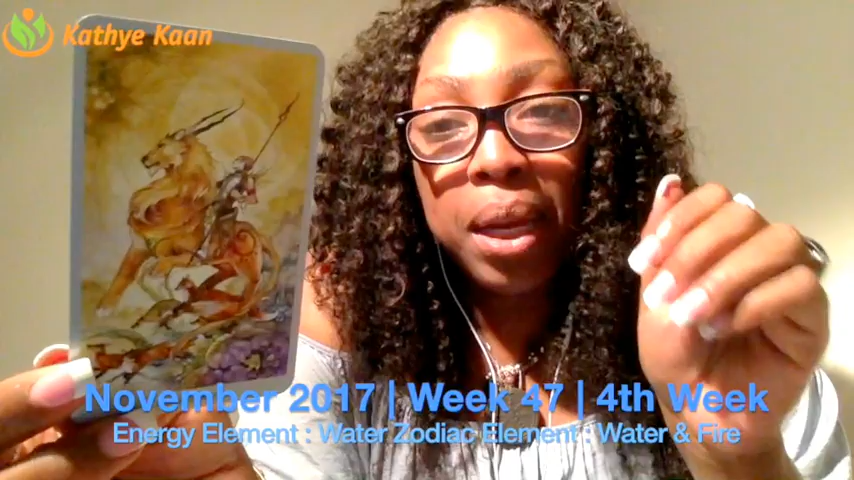 Kathye Kaan
November 2017 | Week 47 | 4th Week
Energy Element : Water Zodiac Element : Water & Fire